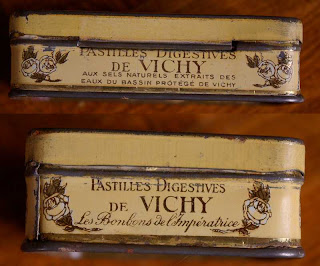 PASTILLES DIGESTIVES
DE VICHY
AUX SELS NATURELS EXTRAITS DES
EAUX DU BASSIN PROTÉGÉ DE VICHY
PASTILLES DIGESTIVES
DE VICHY
Les Bonbons de l'Impératrice